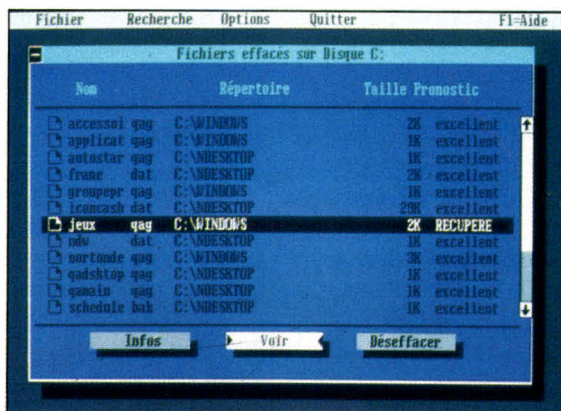 Fichier Recherche Options Quitter F1=Aide
Fichiers effacés sur Disque C:
Nom Répertoire Taille Pronostic
accessoi qag C:\WINDOWS 2K excellent
applicat qag C:\WINDOWS 1K excellent
autostar qag C:\NDESKTOP 1K excellent
frame dat C:\NDESKTOP 2K excellent
groupepr qag C:\WINDOWS 1K excellent
iconcash dat C:\NDESKTOP 29K excellent
jeux qag C:\WINDOWS 2K RECUPERE
ndw dat C:\NDESKTOP 1K excellent
nortonde qag C:\WINDOWS 3K excellent
qadsktop qag C:\NDESKTOP 1K excellent
qamain qag C:\NDESKTOP 1K excellent
schedule bak C:\NDESKTOP 1K excellent
Infos Voir Déseffacer